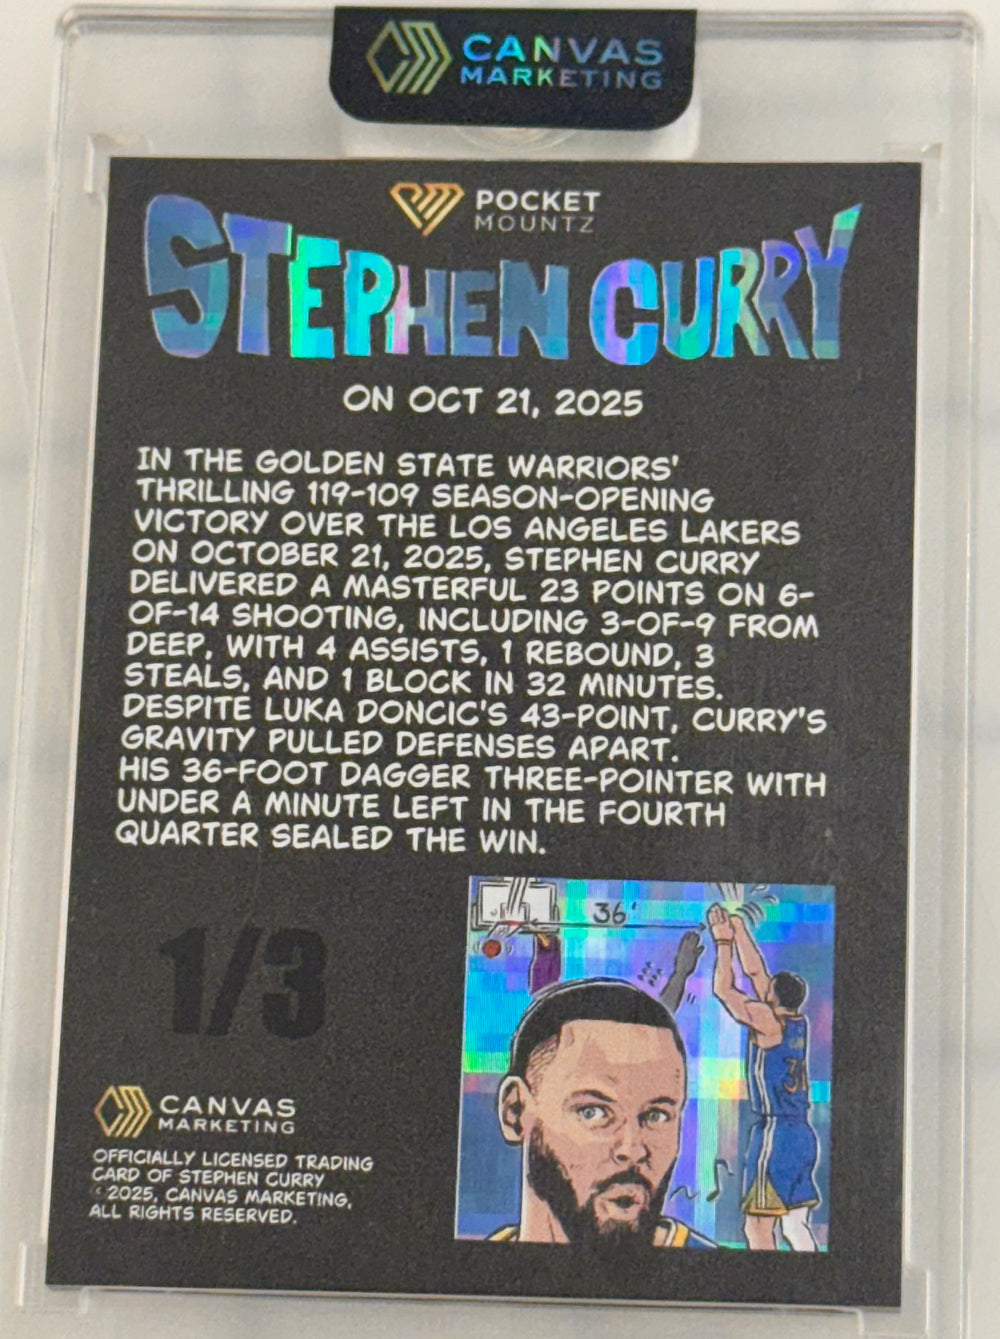 CANVAS
MARKETING
POCKET
MOUNTZ
STEPHEN CURRY
ON OCT 21, 2025
IN THE GOLDEN STATE WARRIORS'
THRILLING 119-109 SEASON-OPENING
VICTORY OVER THE LOS ANGELES LAKERS
ON OCTOBER 21, 2025, STEPHEN CURRY
DELIVERED A MASTERFUL 23 POINTS ON 6-
OF-14 SHOOTING, INCLUDING 3-OF-9 FROM
DEEP, WITH 4 ASSISTS, 1 REBOUND, 3
STEALS, AND 1 BLOCK IN 32 MINUTES.
DESPITE LUKA DONCIC'S 43-POINT, CURRY'S
GRAVITY PULLED DEFENSES APART.
HIS 36-FOOT DAGGER THREE-POINTER WITH
UNDER A MINUTE LEFT IN THE FOURTH
QUARTER SEALED THE WIN.
36'
1/3
CANVAS
MARKETING
OFFICIALLY LICENSED TRADING
CARD OF STEPHEN CURRY
©2025, CANVAS MARKETING,
ALL RIGHTS RESERVED.